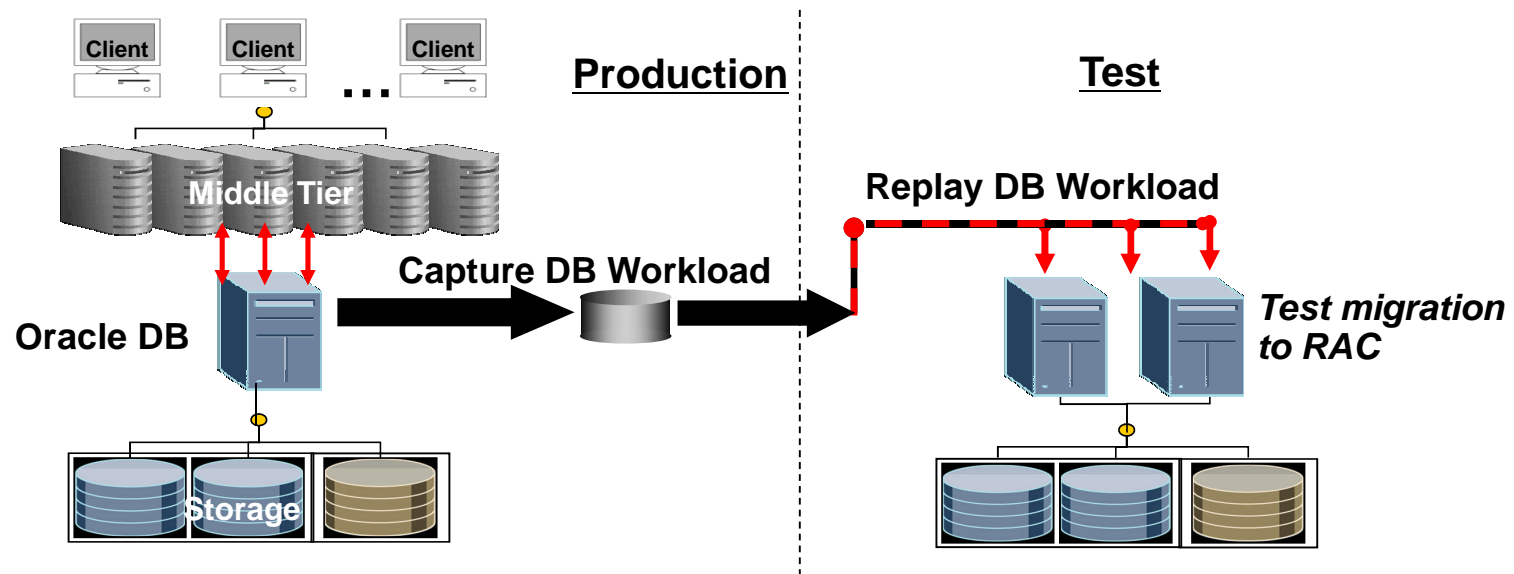 Client
Client
Client
...
Production
Test
Middle Tier
Replay DB Workload
Capture DB Workload
Oracle DB
Test migration
to RAC
Storage